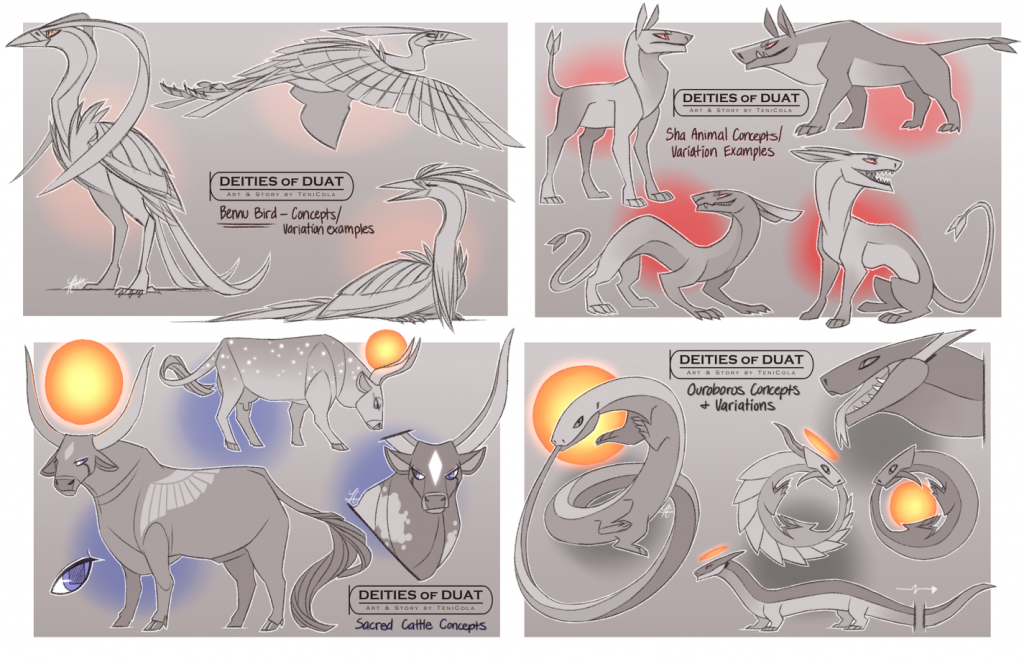 DEITIES OF DUAT
ART & STORY BY TENICOLA
Bennu Bird - Concepts/
Variation examples
DEITIES OF DUAT
ART & STORY BY TENICOLA
Sha Animal Concepts/
Variation Examples
DEITIES OF DUAT
ART & STORY BY TENICOLA
Sacred Cattle Concepts
DEITIES OF DUAT
ART & STORY BY TENICOLA
Ouroboros Concepts
+ Variations